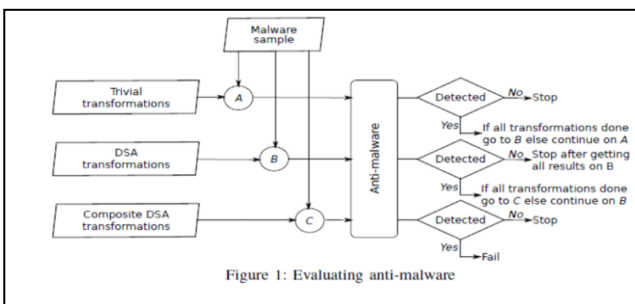 Malware
sample
Trivial
transformations
A
Detected
No
Stop
Yes
If all transformations done
go to B else continue on A
DSA
transformations
B
Anti-malware
Detected
No
Stop after getting
all results on B
Yes
If all transformations done
go to C else continue on B
Composite DSA
transformations
C
Detected
No
Stop
Yes
Fail
Figure 1: Evaluating anti-malware